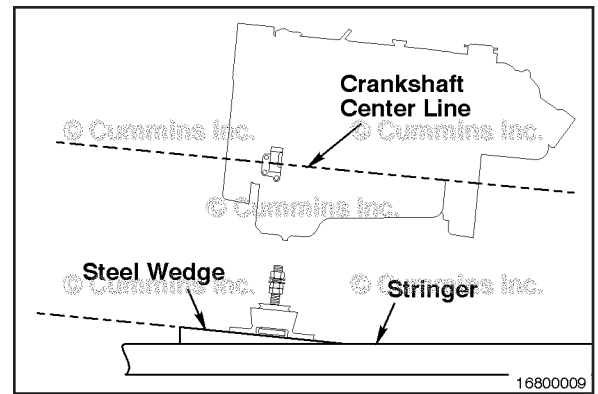 Crankshaft
Center Line
© Cummins Inc.
© Cummins Inc.
© Cummins Inc.
Steel Wedge
© Cummins Inc.
© Cummins Inc.
Stringer
16800009